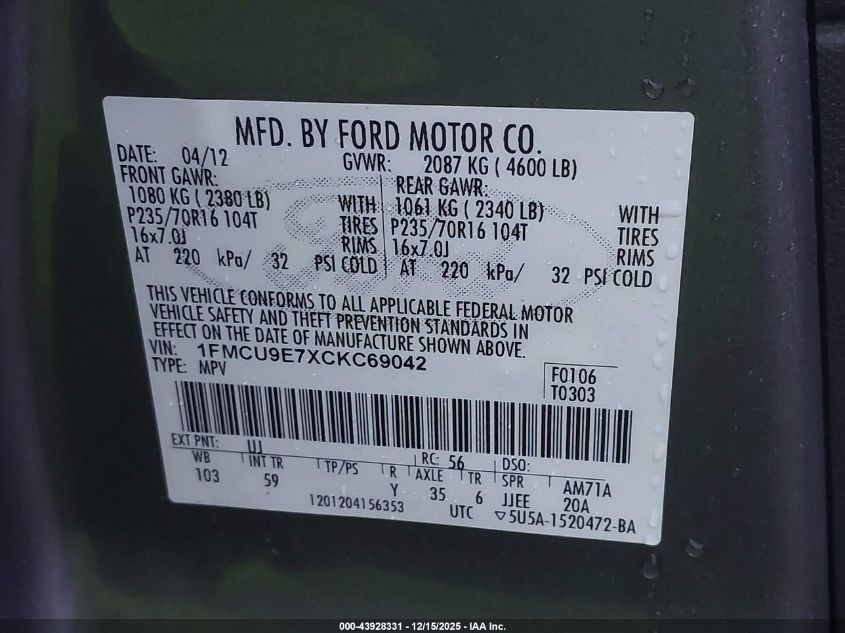 MFD. BY FORD MOTOR CO.
DATE: 04/12 GVWR: 2087 KG ( 4600 LB)
FRONT GAWR: REAR GAWR:
1080 KG ( 2380 LB) WITH 1061 KG ( 2340 LB) WITH
P235/70R16 104T TIRES P235/70R16 104T TIRES
16x7.0J RIMS 16x7.0J RIMS
AT 220 kPa/ 32 PSI COLD AT 220 kPa/ 32 PSI COLD
THIS VEHICLE CONFORMS TO ALL APPLICABLE FEDERAL MOTOR
VEHICLE SAFETY AND THEFT PREVENTION STANDARDS IN
EFFECT ON THE DATE OF MANUFACTURE SHOWN ABOVE.
VIN: 1FMCU9E7XCKC69042
TYPE: MPV
F0106
T0303
EXT PNT: UJ RC: 56 DSO:
WB INT TR TP/PS R AXLE TR SPR AM71A
103 59 Y 35 6 JJEE 20A
1201204156353 UTC ▽5U5A-1520472-BA
000-43928331 - 12/15/2025 - IAA Inc.